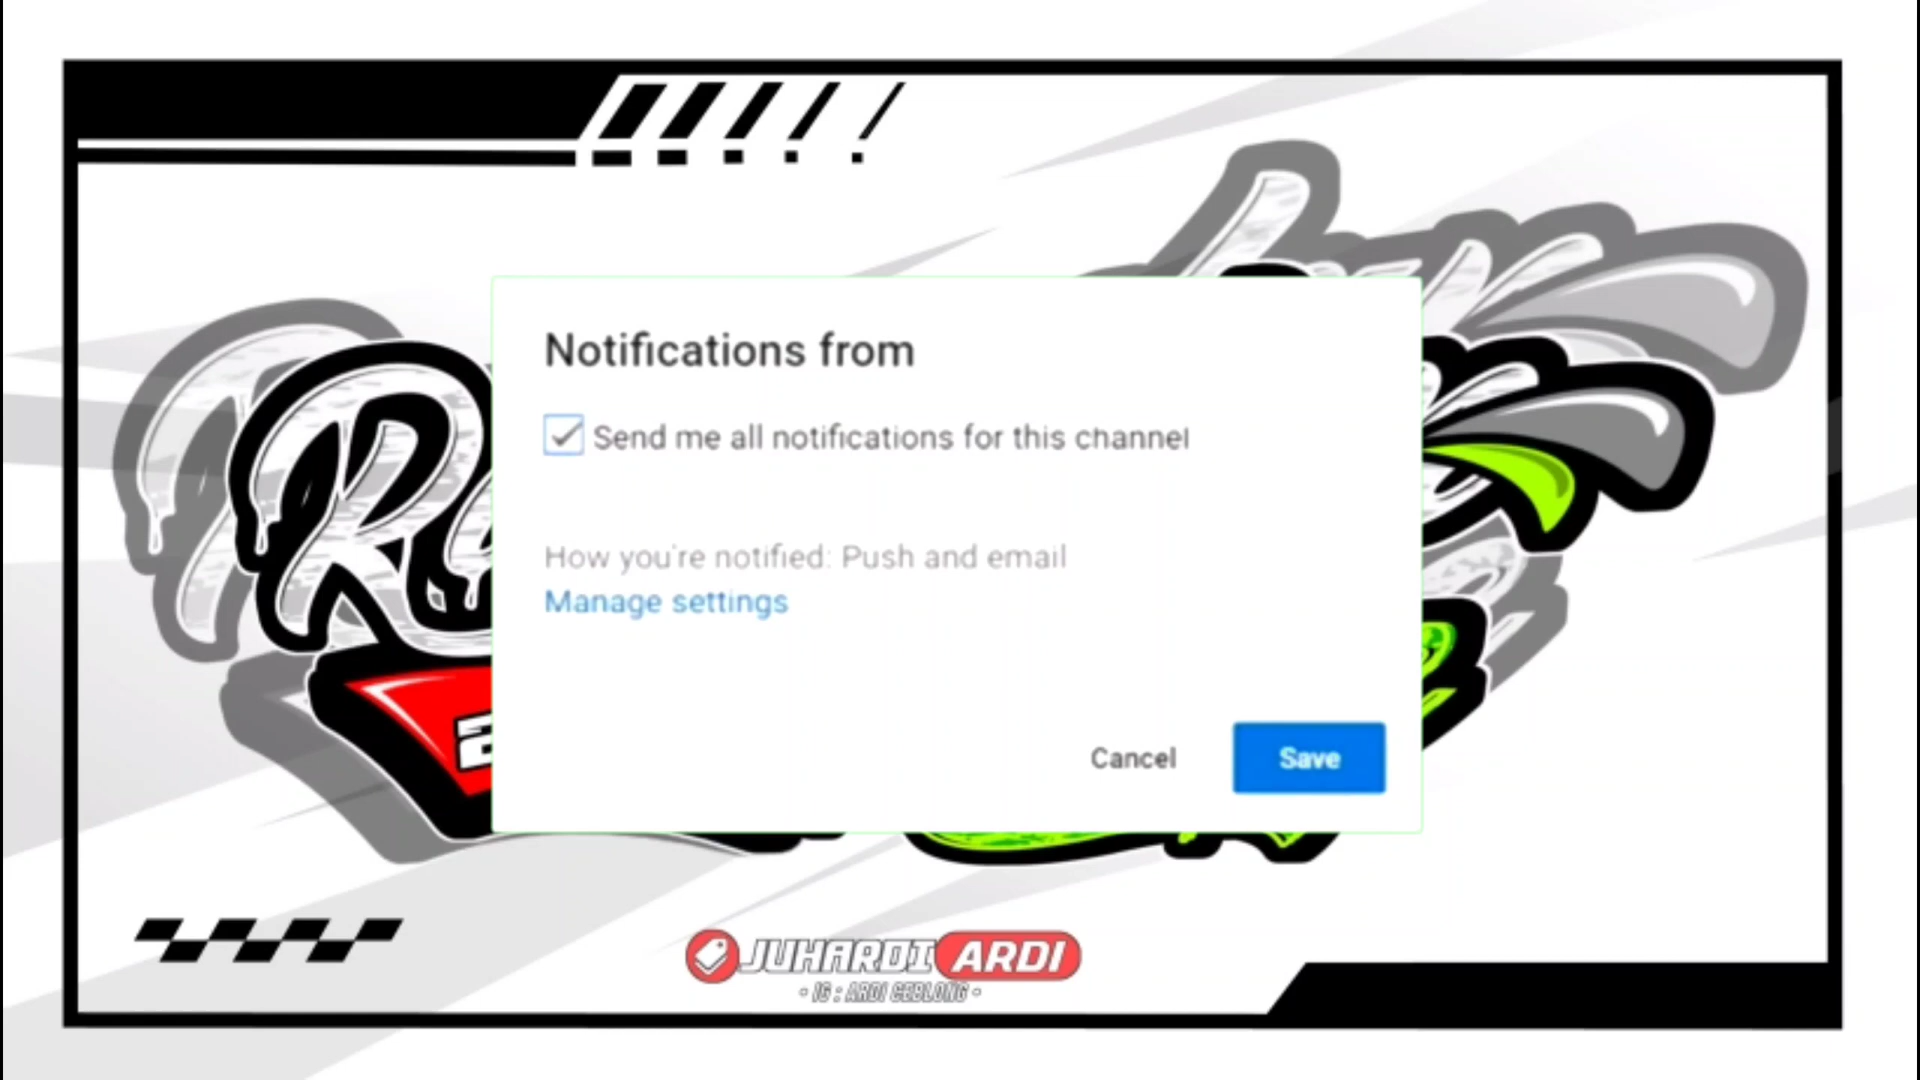 Notifications from
Send me all notifications for this channel
How you're notified: Push and email
Manage settings
Cancel
Save
JUHARDI ARDI
• IG : ARDI CEBLONG •